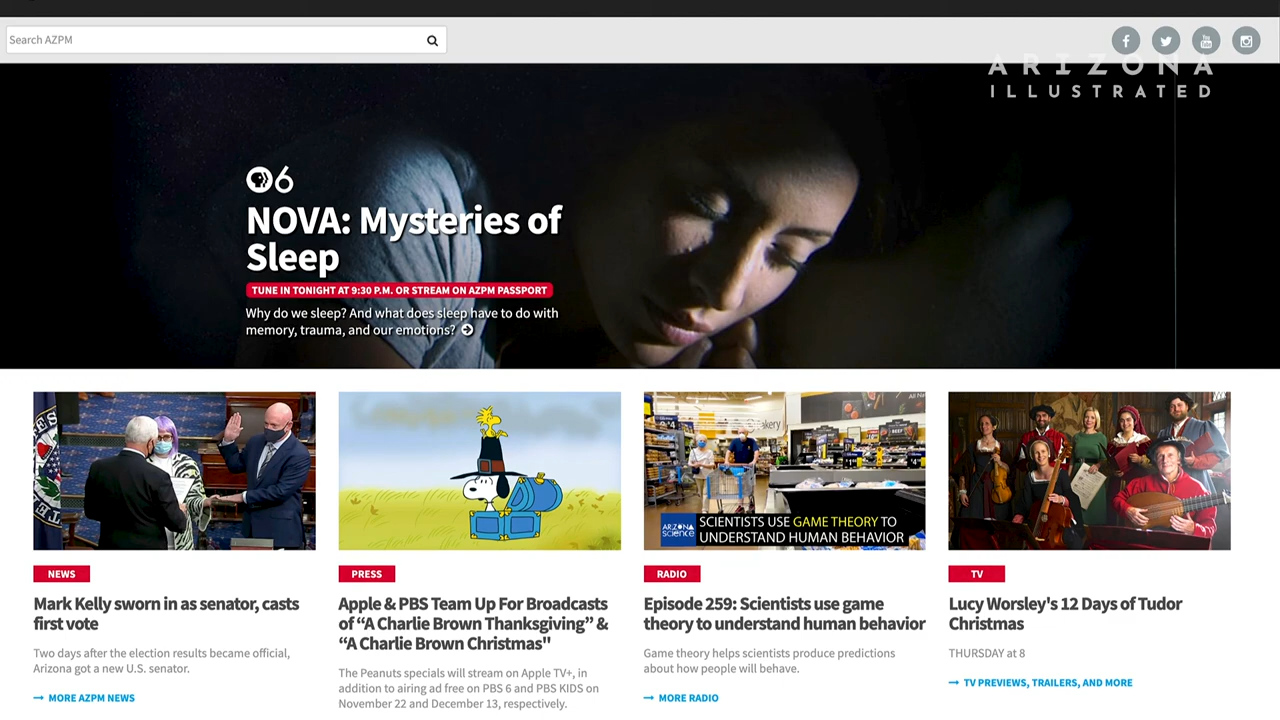 Search AZPM
ARIZONA
ILLUSTRATED
6
NOVA: Mysteries of
Sleep
TUNE IN TONIGHT AT 9:30 P.M. OR STREAM ON AZPM PASSPORT
Why do we sleep? And what does sleep have to do with
memory, trauma, and our emotions?
ARIZONA
science
SCIENTISTS USE GAME THEORY TO
UNDERSTAND HUMAN BEHAVIOR
NEWS
Mark Kelly sworn in as senator, casts
first vote
Two days after the election results became official,
Arizona got a new U.S. senator.
MORE AZPM NEWS
PRESS
Apple & PBS Team Up For Broadcasts
of “A Charlie Brown Thanksgiving” &
“A Charlie Brown Christmas"
The Peanuts specials will stream on Apple TV+, in
addition to airing ad free on PBS 6 and PBS KIDS on
November 22 and December 13, respectively.
RADIO
Episode 259: Scientists use game
theory to understand human behavior
Game theory helps scientists produce predictions
about how people will behave.
MORE RADIO
TV
Lucy Worsley's 12 Days of Tudor
Christmas
THURSDAY at 8
TV PREVIEWS, TRAILERS, AND MORE